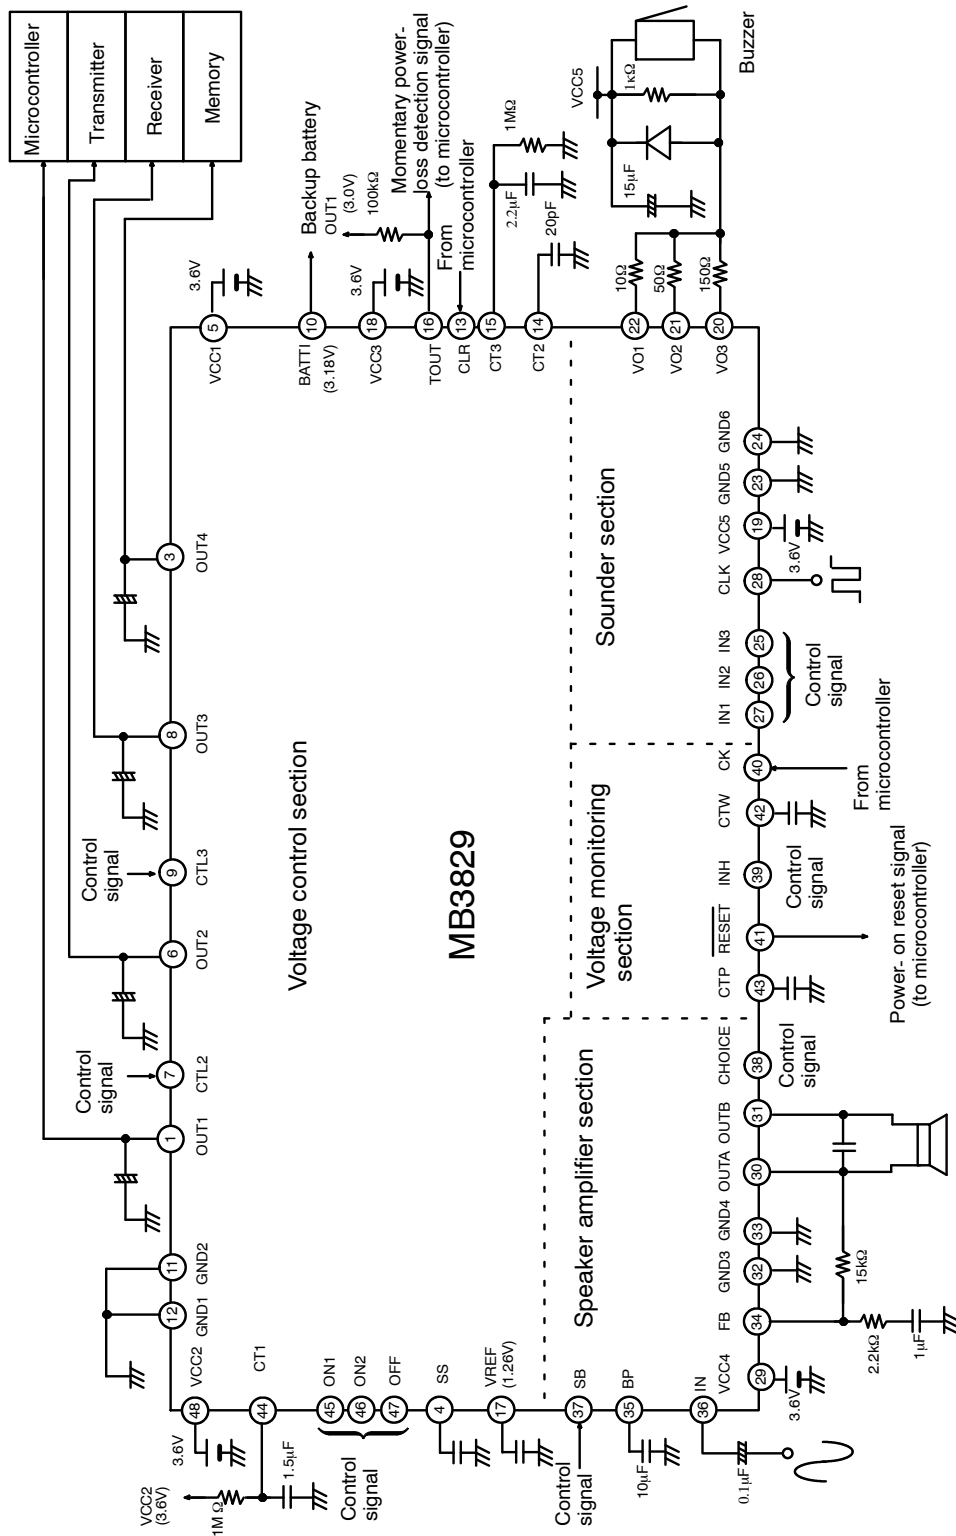 Microcontroller
Transmitter
Receiver
Memory
3.6V
5
VCC1
Backup battery
10
BATTI
(3.18V)
OUT1
(3.0V)
100kΩ
3.6V
18
VCC3
Momentary power-
loss detection signal
(to microcontroller)
16
TOUT
From
microcontroller
13
CLR
1MΩ
2.2µF
15
CT3
20pF
14
CT2
VCC5
1kΩ
15µF
Buzzer
10Ω
50Ω
150Ω
22
21
20
VO1
VO2
VO3
3
OUT4
8
OUT3
Control
signal
9
CTL3
6
OUT2
Control
signal
7
CTL2
1
OUT1
11
GND2
12
GND1
Voltage control section
MB3829
Sounder section
Voltage monitoring
section
Speaker amplifier section
GND6
24
GND5
23
VCC5
19
3.6V
CLK
28
IN3
25
IN2
26
IN1
27
Control
signal
CK
40
From
microcontroller
CTW
42
INH
39
Control
signal
RESET
41
Power- on reset signal
(to microcontroller)
CTP
43
CHOICE
38
Control
signal
OUTB
31
OUTA
30
GND4
33
GND3
32
15kΩ
FB
34
2.2kΩ
1µF
VCC4
29
3.6V
VCC2
48
3.6V
VCC2
(3.6V)
1M Ω
CT1
44
1.5µF
ON1
45
ON2
46
OFF
47
Control
signal
SS
4
VREF
(1.26V)
17
SB
37
Control
signal
BP
35
10µF
IN
36
0.1µF